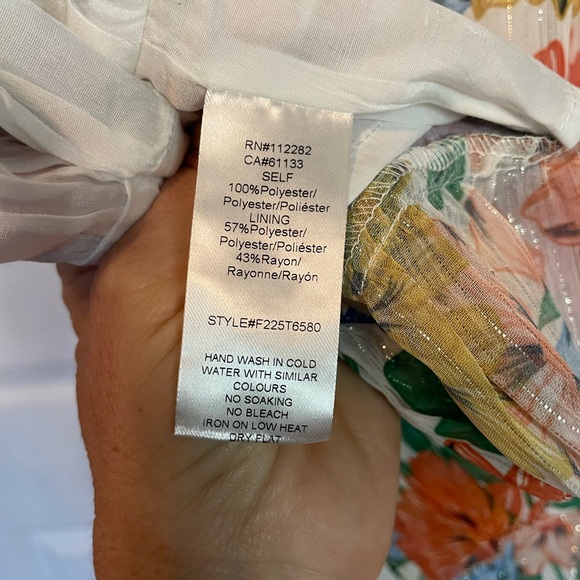 RN#112282
CA#61133
SELF
100%Polyester/
Polyester/Poliéster
LINING
57%Polyester/
Polyester/Poliéster
43%Rayon/
Rayonne/Rayón
STYLE#F225T6580
HAND WASH IN COLD
WATER WITH SIMILAR
COLOURS
NO SOAKING
NO BLEACH
IRON ON LOW HEAT
DRY FLAT